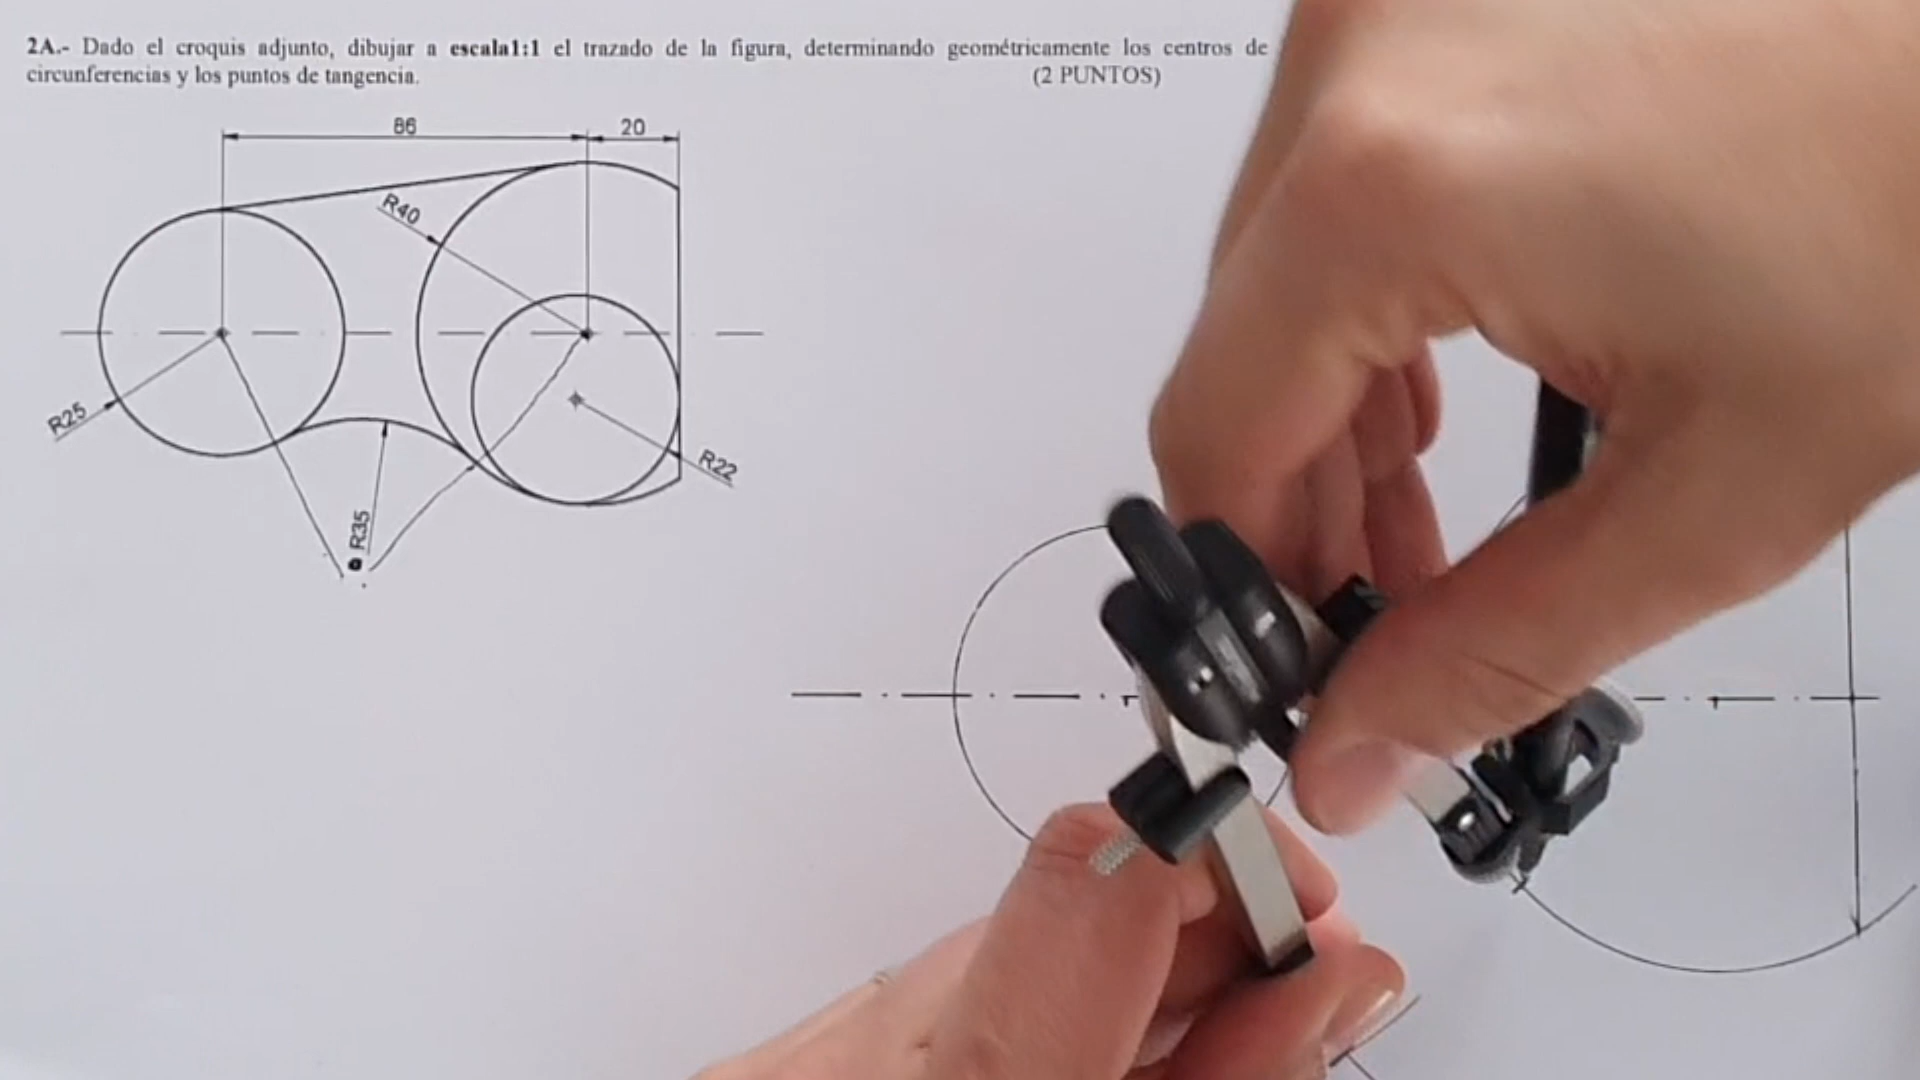 2A.- Dado el croquis adjunto, dibujar a escala1:1 el trazado de la figura, determinando geométricamente los centros de
circunferencias y los puntos de tangencia. (2 PUNTOS)
86
20
R40
R25
R22
R35